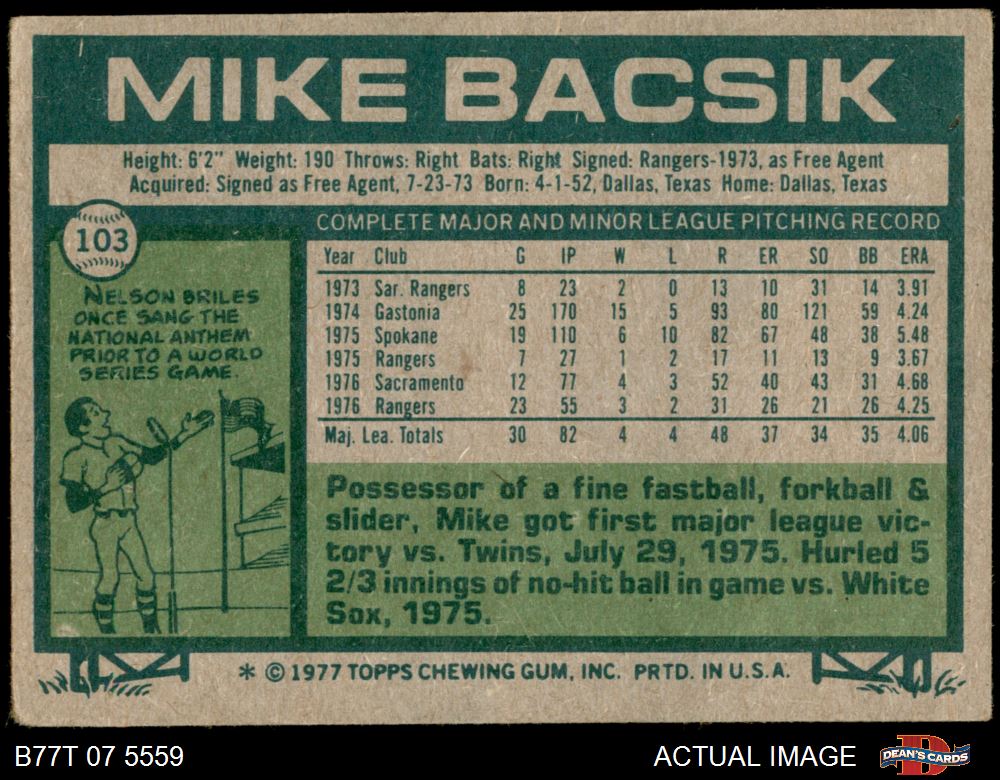 MIKE BACSIK
Height: 6'2" Weight: 190 Throws: Right Bats: Right Signed: Rangers-1973, as Free Agent
Acquired: Signed as Free Agent, 7-23-73 Born: 4-1-52, Dallas, Texas Home: Dallas, Texas
103
NELSON BRILES
ONCE SANG THE
NATIONAL ANTHEM
PRIOR TO A WORLD
SERIES GAME.
COMPLETE MAJOR AND MINOR LEAGUE PITCHING RECORD
Year Club G IP W L R ER SO BB ERA
1973 Sar. Rangers 8 23 2 0 13 10 31 14 3.91
1974 Gastonia 25 170 15 5 93 80 121 59 4.24
1975 Spokane 19 110 6 10 82 67 48 38 5.48
1975 Rangers 7 27 1 2 17 11 13 9 3.67
1976 Sacramento 12 77 4 3 52 40 43 31 4.68
1976 Rangers 23 55 3 2 31 26 21 26 4.25
Maj. Lea. Totals 30 82 4 4 48 37 34 35 4.06
Possessor of a fine fastball, forkball &
slider, Mike got first major league vic-
tory vs. Twins, July 29, 1975. Hurled 5
2/3 innings of no-hit ball in game vs. White
Sox, 1975.
* © 1977 TOPPS CHEWING GUM, INC. PRTD. IN U.S.A.
B77T 07 5559
ACTUAL IMAGE
DEAN'S CARDS